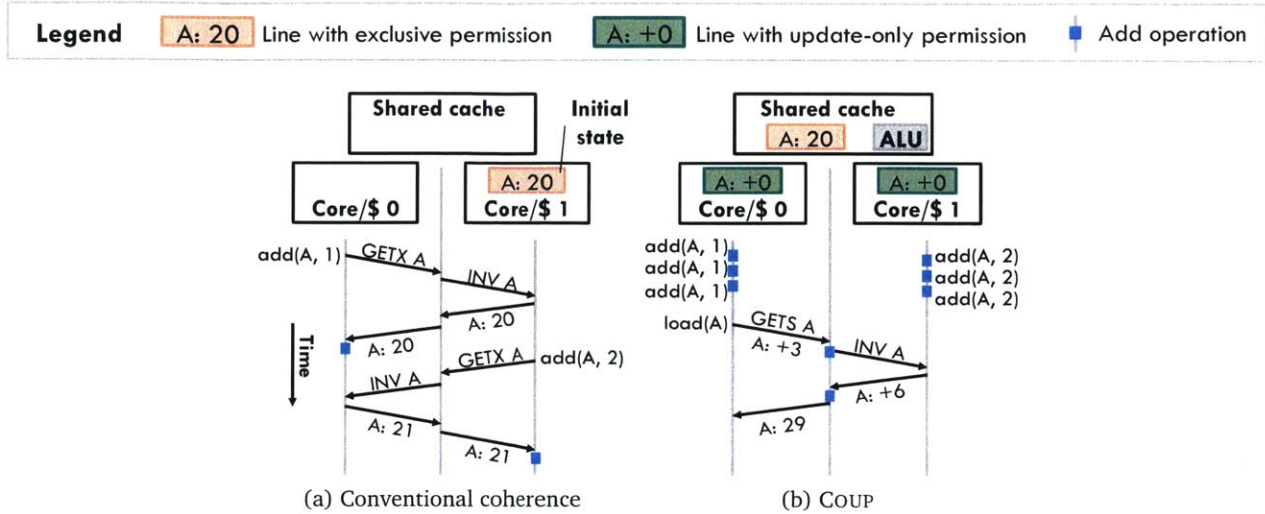 Legend
A: 20 Line with exclusive permission
A: +0 Line with update-only permission
Add operation
Shared cache
Initial state
A: 20
Core/$ 0
Core/$ 1
add(A, 1)
GETX A
INV A
A: 20
A: 20
Time
GETX A
add(A, 2)
INV A
A: 21
A: 21
(a) Conventional coherence
Shared cache
A: 20
ALU
A: +0
Core/$ 0
A: +0
Core/$ 1
add(A, 1)
add(A, 1)
add(A, 1)
add(A, 2)
add(A, 2)
add(A, 2)
load(A)
GETS A
A: +3
INV A
A: +6
A: 29
(b) COUP